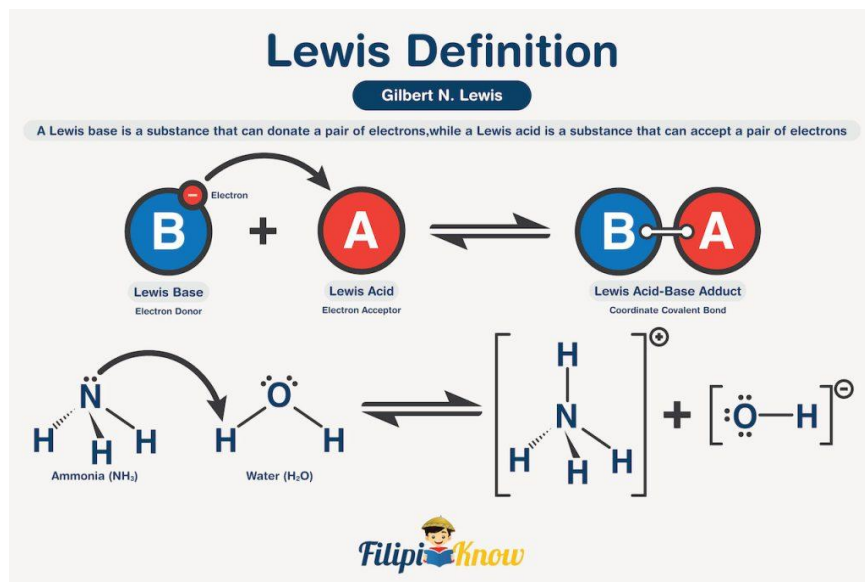 Lewis Definition
Gilbert N. Lewis
A Lewis base is a substance that can donate a pair of electrons,while a Lewis acid is a substance that can accept a pair of electrons
B − Electron + A B A
Lewis Base Lewis Acid Lewis Acid-Base Adduct
Electron Donor Electron Acceptor Coordinate Covalent Bond
H ⊕
N O N + O H ⊖
H H H H H H H H
Ammonia (NH₃) Water (H₂O)
Filipi Know